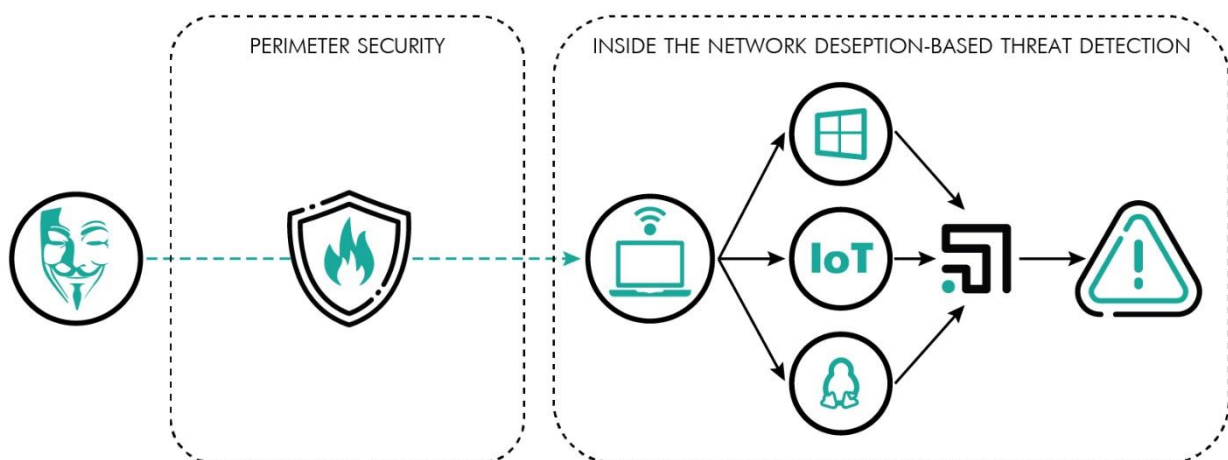 PERIMETER SECURITY
INSIDE THE NETWORK DESEPTION-BASED THREAT DETECTION
IoT